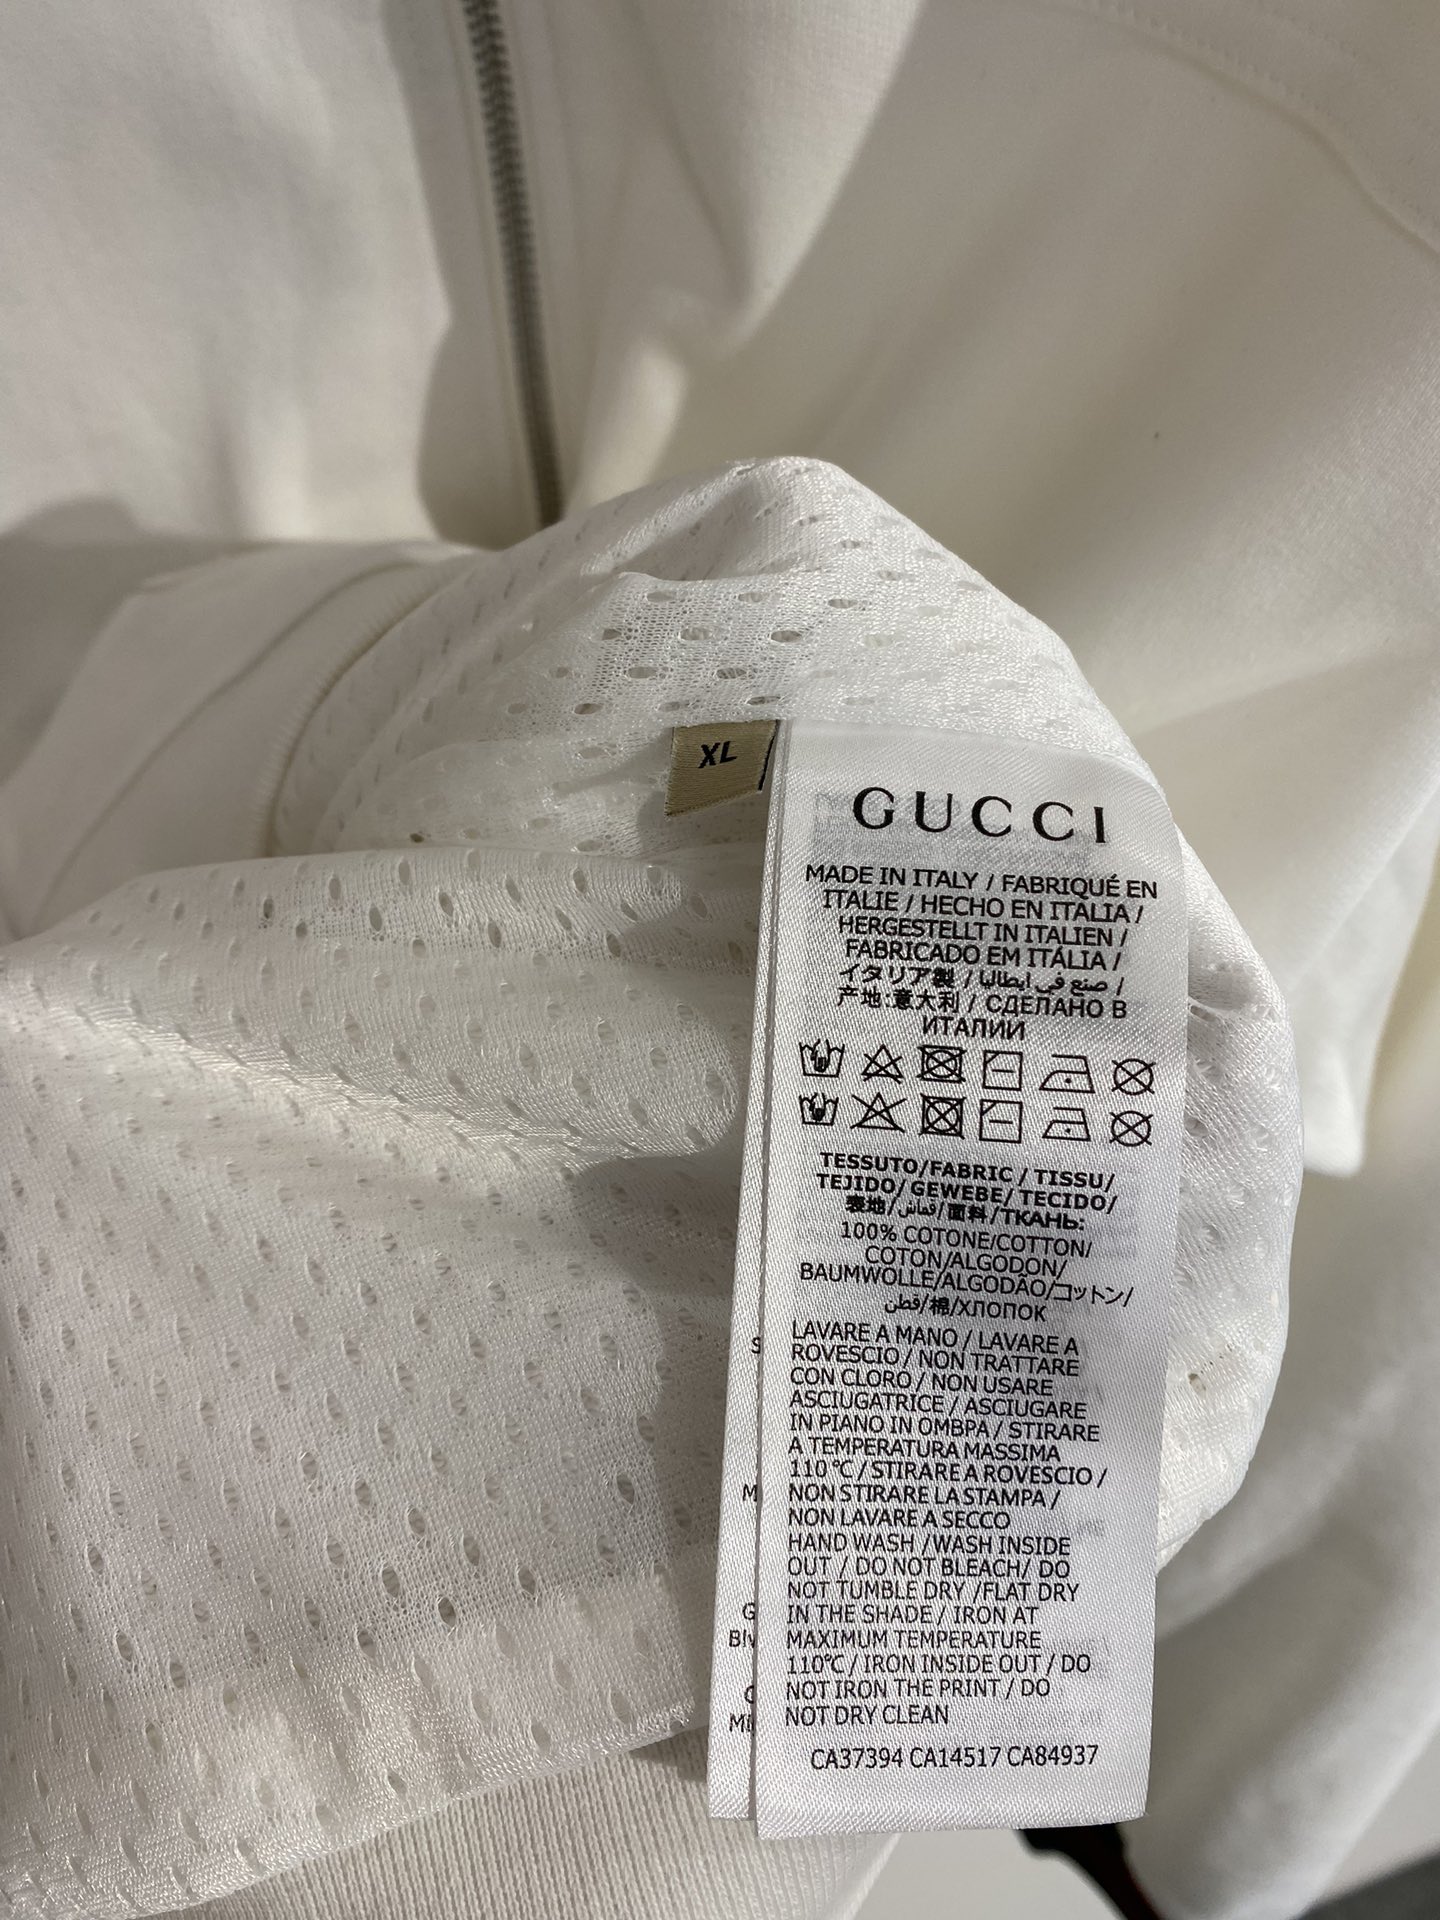 XL
GUCCI
MADE IN ITALY / FABRIQUÉ EN
ITALIE / HECHO EN ITALIA /
HERGESTELLT IN ITALIEN /
FABRICADO EM ITÁLIA /
イタリア製 / صنع في ايطاليا /
产地:意大利 / СДЕЛАНО В
ИТАЛИИ
TESSUTO/FABRIC / TISSU/
TEJIDO/ GEWEBE/ TECIDO/
表地/قماش/面料/ТКАНЬ:
100% COTONE/COTTON/
COTON/ALGODON/
BAUMWOLLE/ALGODÃO/コットン/
قطن/棉/ХЛОПОК
LAVARE A MANO / LAVARE A
ROVESCIO / NON TRATTARE
CON CLORO / NON USARE
ASCIUGATRICE / ASCIUGARE
IN PIANO IN OMBPA / STIRARE
A TEMPERATURA MASSIMA
110℃/ STIRARE A ROVESCIO /
NON STIRARE LA STAMPA /
NON LAVARE A SECCO
HAND WASH /WASH INSIDE
OUT / DO NOT BLEACH/ DO
NOT TUMBLE DRY /FLAT DRY
IN THE SHADE / IRON AT
MAXIMUM TEMPERATURE
110℃/ IRON INSIDE OUT / DO
NOT IRON THE PRINT / DO
NOT DRY CLEAN
CA37394 CA14517 CA84937